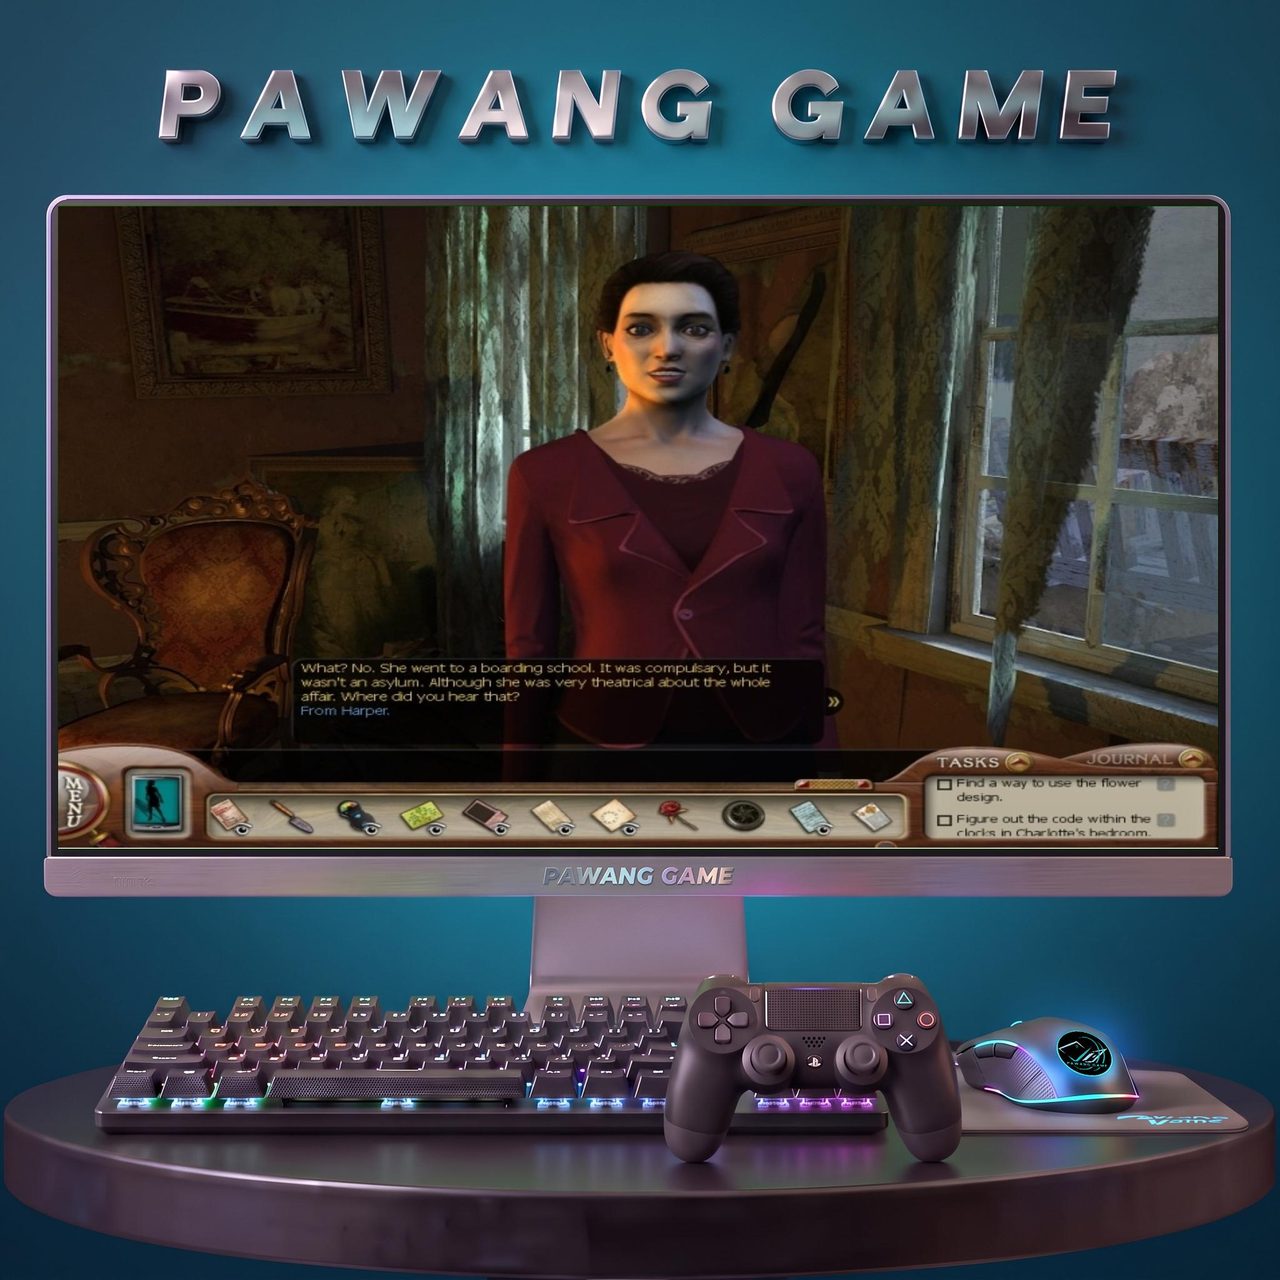 PAWANG GAME
What? No. She went to a boarding school. It was compulsary, but it
wasn't an asylum. Although she was very theatrical about the whole
affair. Where did you hear that?
From Harper.
»
MENU
TASKS
JOURNAL
Find a way to use the flower ?
design.
Figure out the code within the ?
clocks in Charlotte's bedroom.
PAWANG GAME